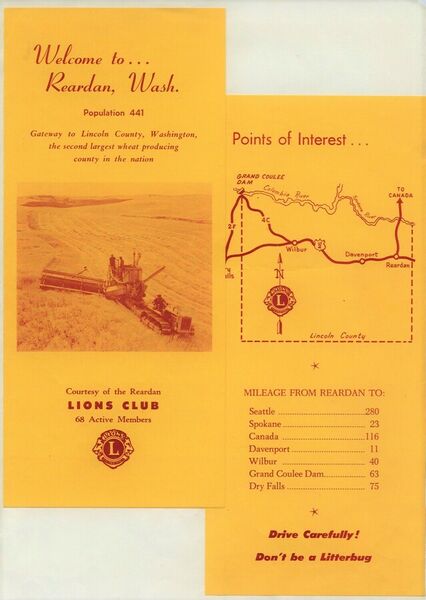 Welcome to...
Reardan, Wash.
Population 441
Gateway to Lincoln County, Washington,
the second largest wheat producing
county in the nation
Courtesy of the Reardan
LIONS CLUB
68 Active Members
L
Points of Interest...
GRAND COULEE
DAM
Columbia River
TO
CANADA
4C
2F
Wilbur
Davenport
Reardan
N
L
Lincoln County
MILEAGE FROM REARDAN TO:
Seattle ........................ 280
Spokane ........................ 23
Canada ........................ 116
Davenport ........................ 11
Wilbur ........................ 40
Grand Coulee Dam ............ 63
Dry Falls ........................ 75
Drive Carefully!
Don't be a Litterbug